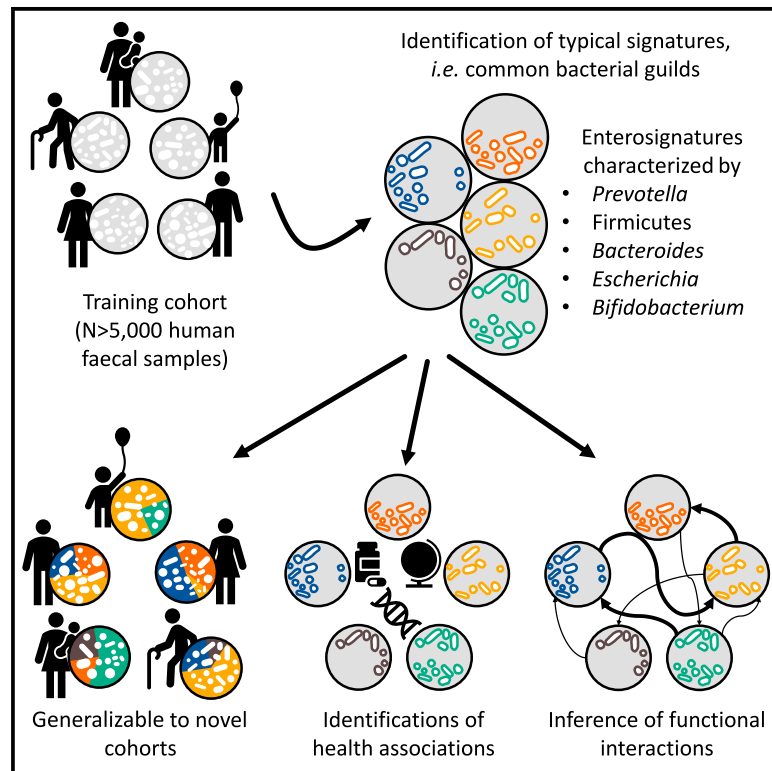 Identification of typical signatures,
i.e. common bacterial guilds
Enterosignatures
characterized by
• Prevotella
• Firmicutes
• Bacteroides
• Escherichia
• Bifidobacterium
Training cohort
(N>5,000 human
faecal samples)
Generalizable to novel
cohorts
Identifications of
health associations
Inference of functional
interactions